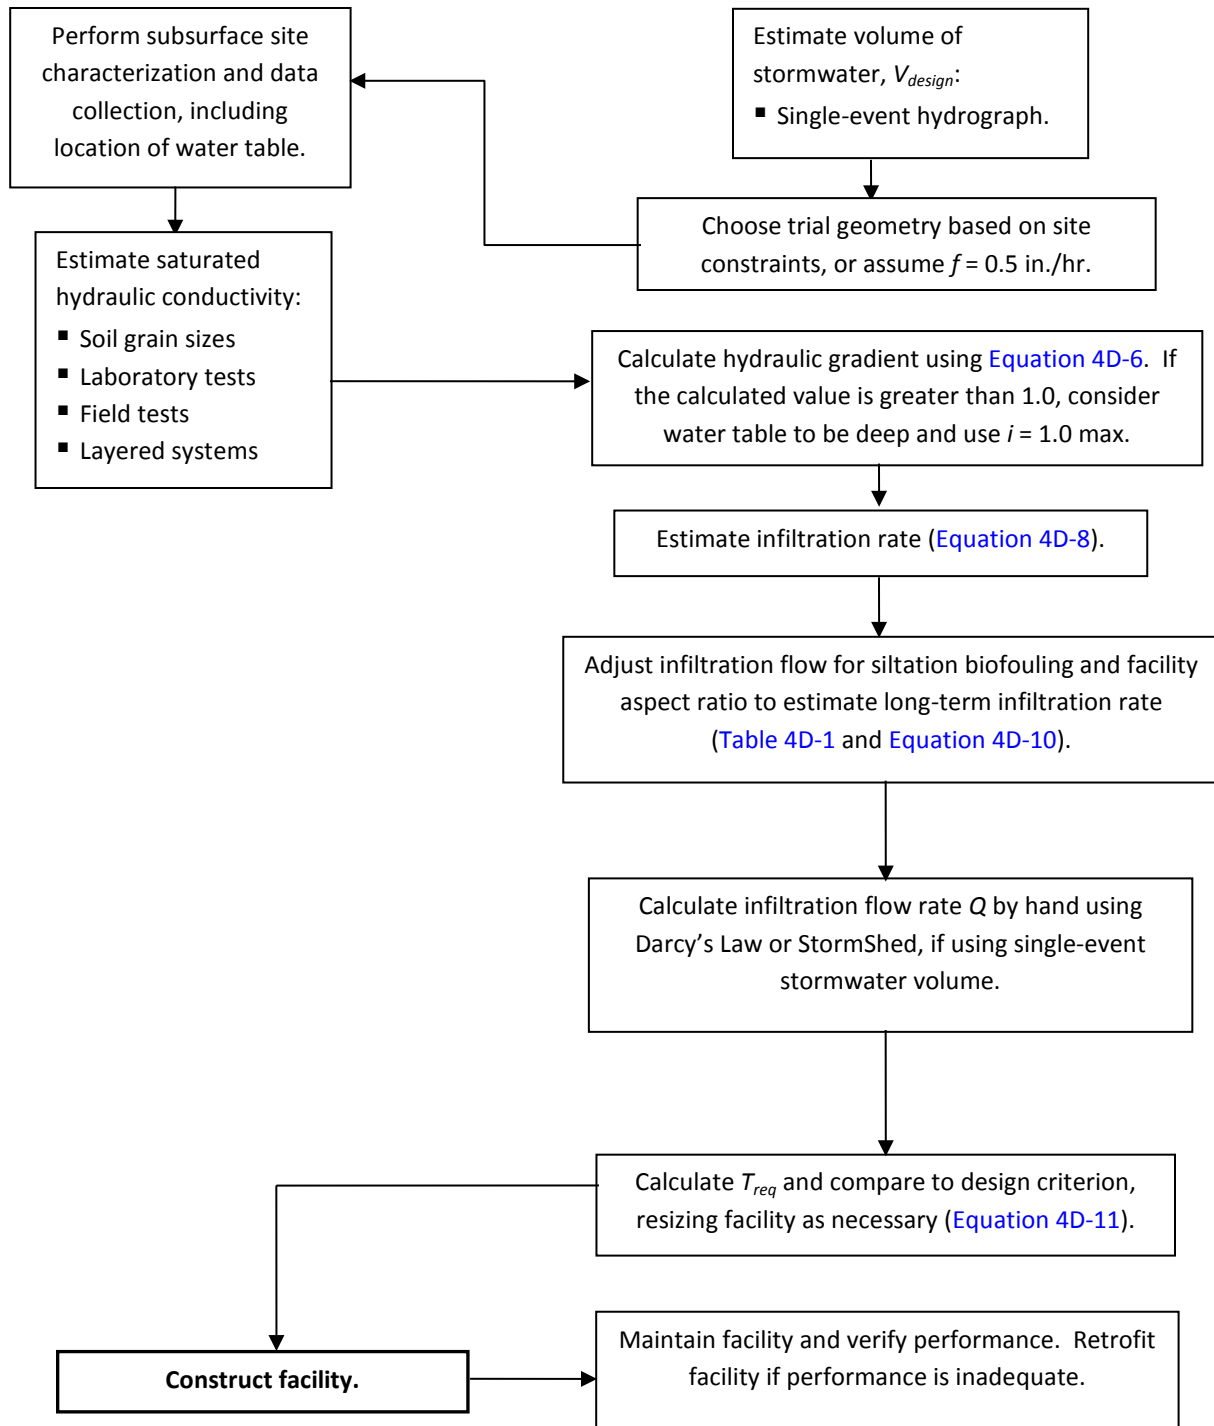 Perform subsurface site
characterization and data
collection, including
location of water table.
Estimate volume of
stormwater, Vdesign:
▪ Single-event hydrograph.
Choose trial geometry based on site
constraints, or assume f = 0.5 in./hr.
Estimate saturated
hydraulic conductivity:
▪ Soil grain sizes
▪ Laboratory tests
▪ Field tests
▪ Layered systems
Calculate hydraulic gradient using Equation 4D-6.  If
the calculated value is greater than 1.0, consider
water table to be deep and use i = 1.0 max.
Estimate infiltration rate (Equation 4D-8).
Adjust infiltration flow for siltation biofouling and facility
aspect ratio to estimate long-term infiltration rate
(Table 4D-1 and Equation 4D-10).
Calculate infiltration flow rate Q by hand using
Darcy’s Law or StormShed, if using single-event
stormwater volume.
Calculate Treq and compare to design criterion,
resizing facility as necessary (Equation 4D-11).
Construct facility.
Maintain facility and verify performance.  Retrofit
facility if performance is inadequate.